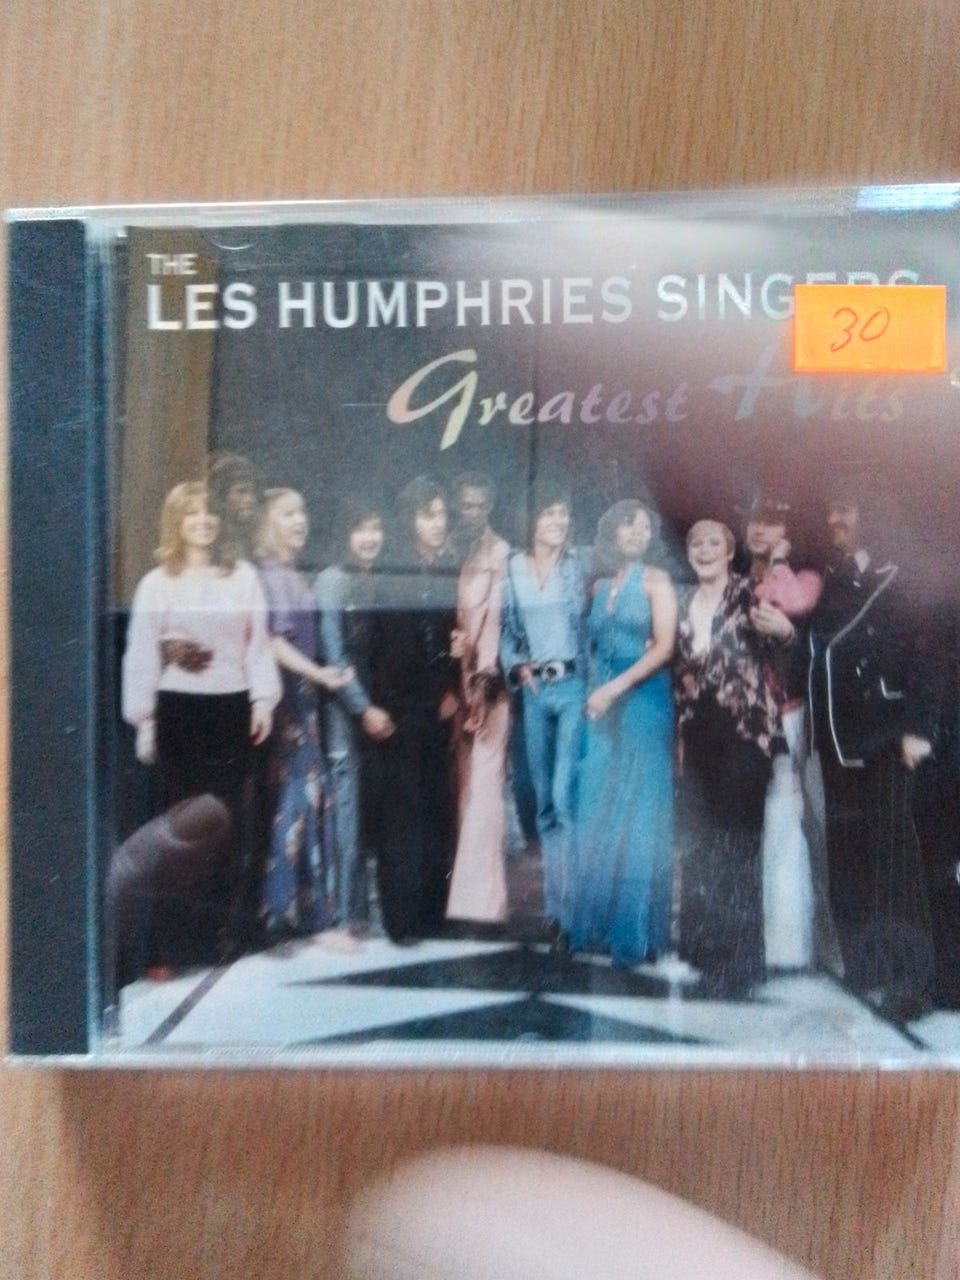 THE
LES HUMPHRIES SINGERS
30
Greatest Hits